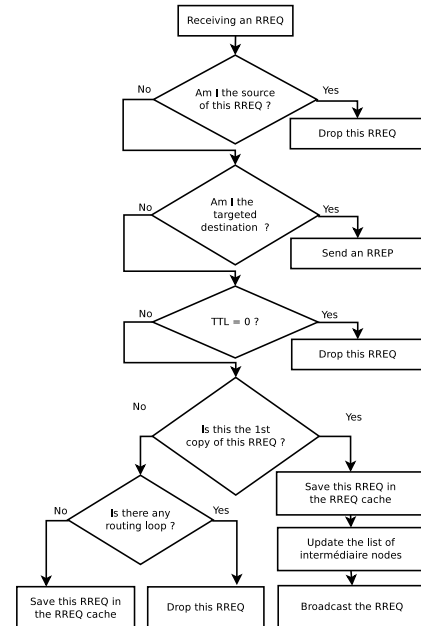 Receiving an RREQ
Am I the source
of this RREQ ?
No
Yes
Drop this RREQ
Am I the
targeted
destination ?
No
Yes
Send an RREP
TTL = 0 ?
No
Yes
Drop this RREQ
Is this the 1st
copy of this RREQ ?
No
Yes
Save this RREQ in
the RREQ cache
Is there any
routing loop ?
No
Yes
Update the list of
intermédiaire nodes
Save this RREQ in
the RREQ cache
Drop this RREQ
Broadcast the RREQ